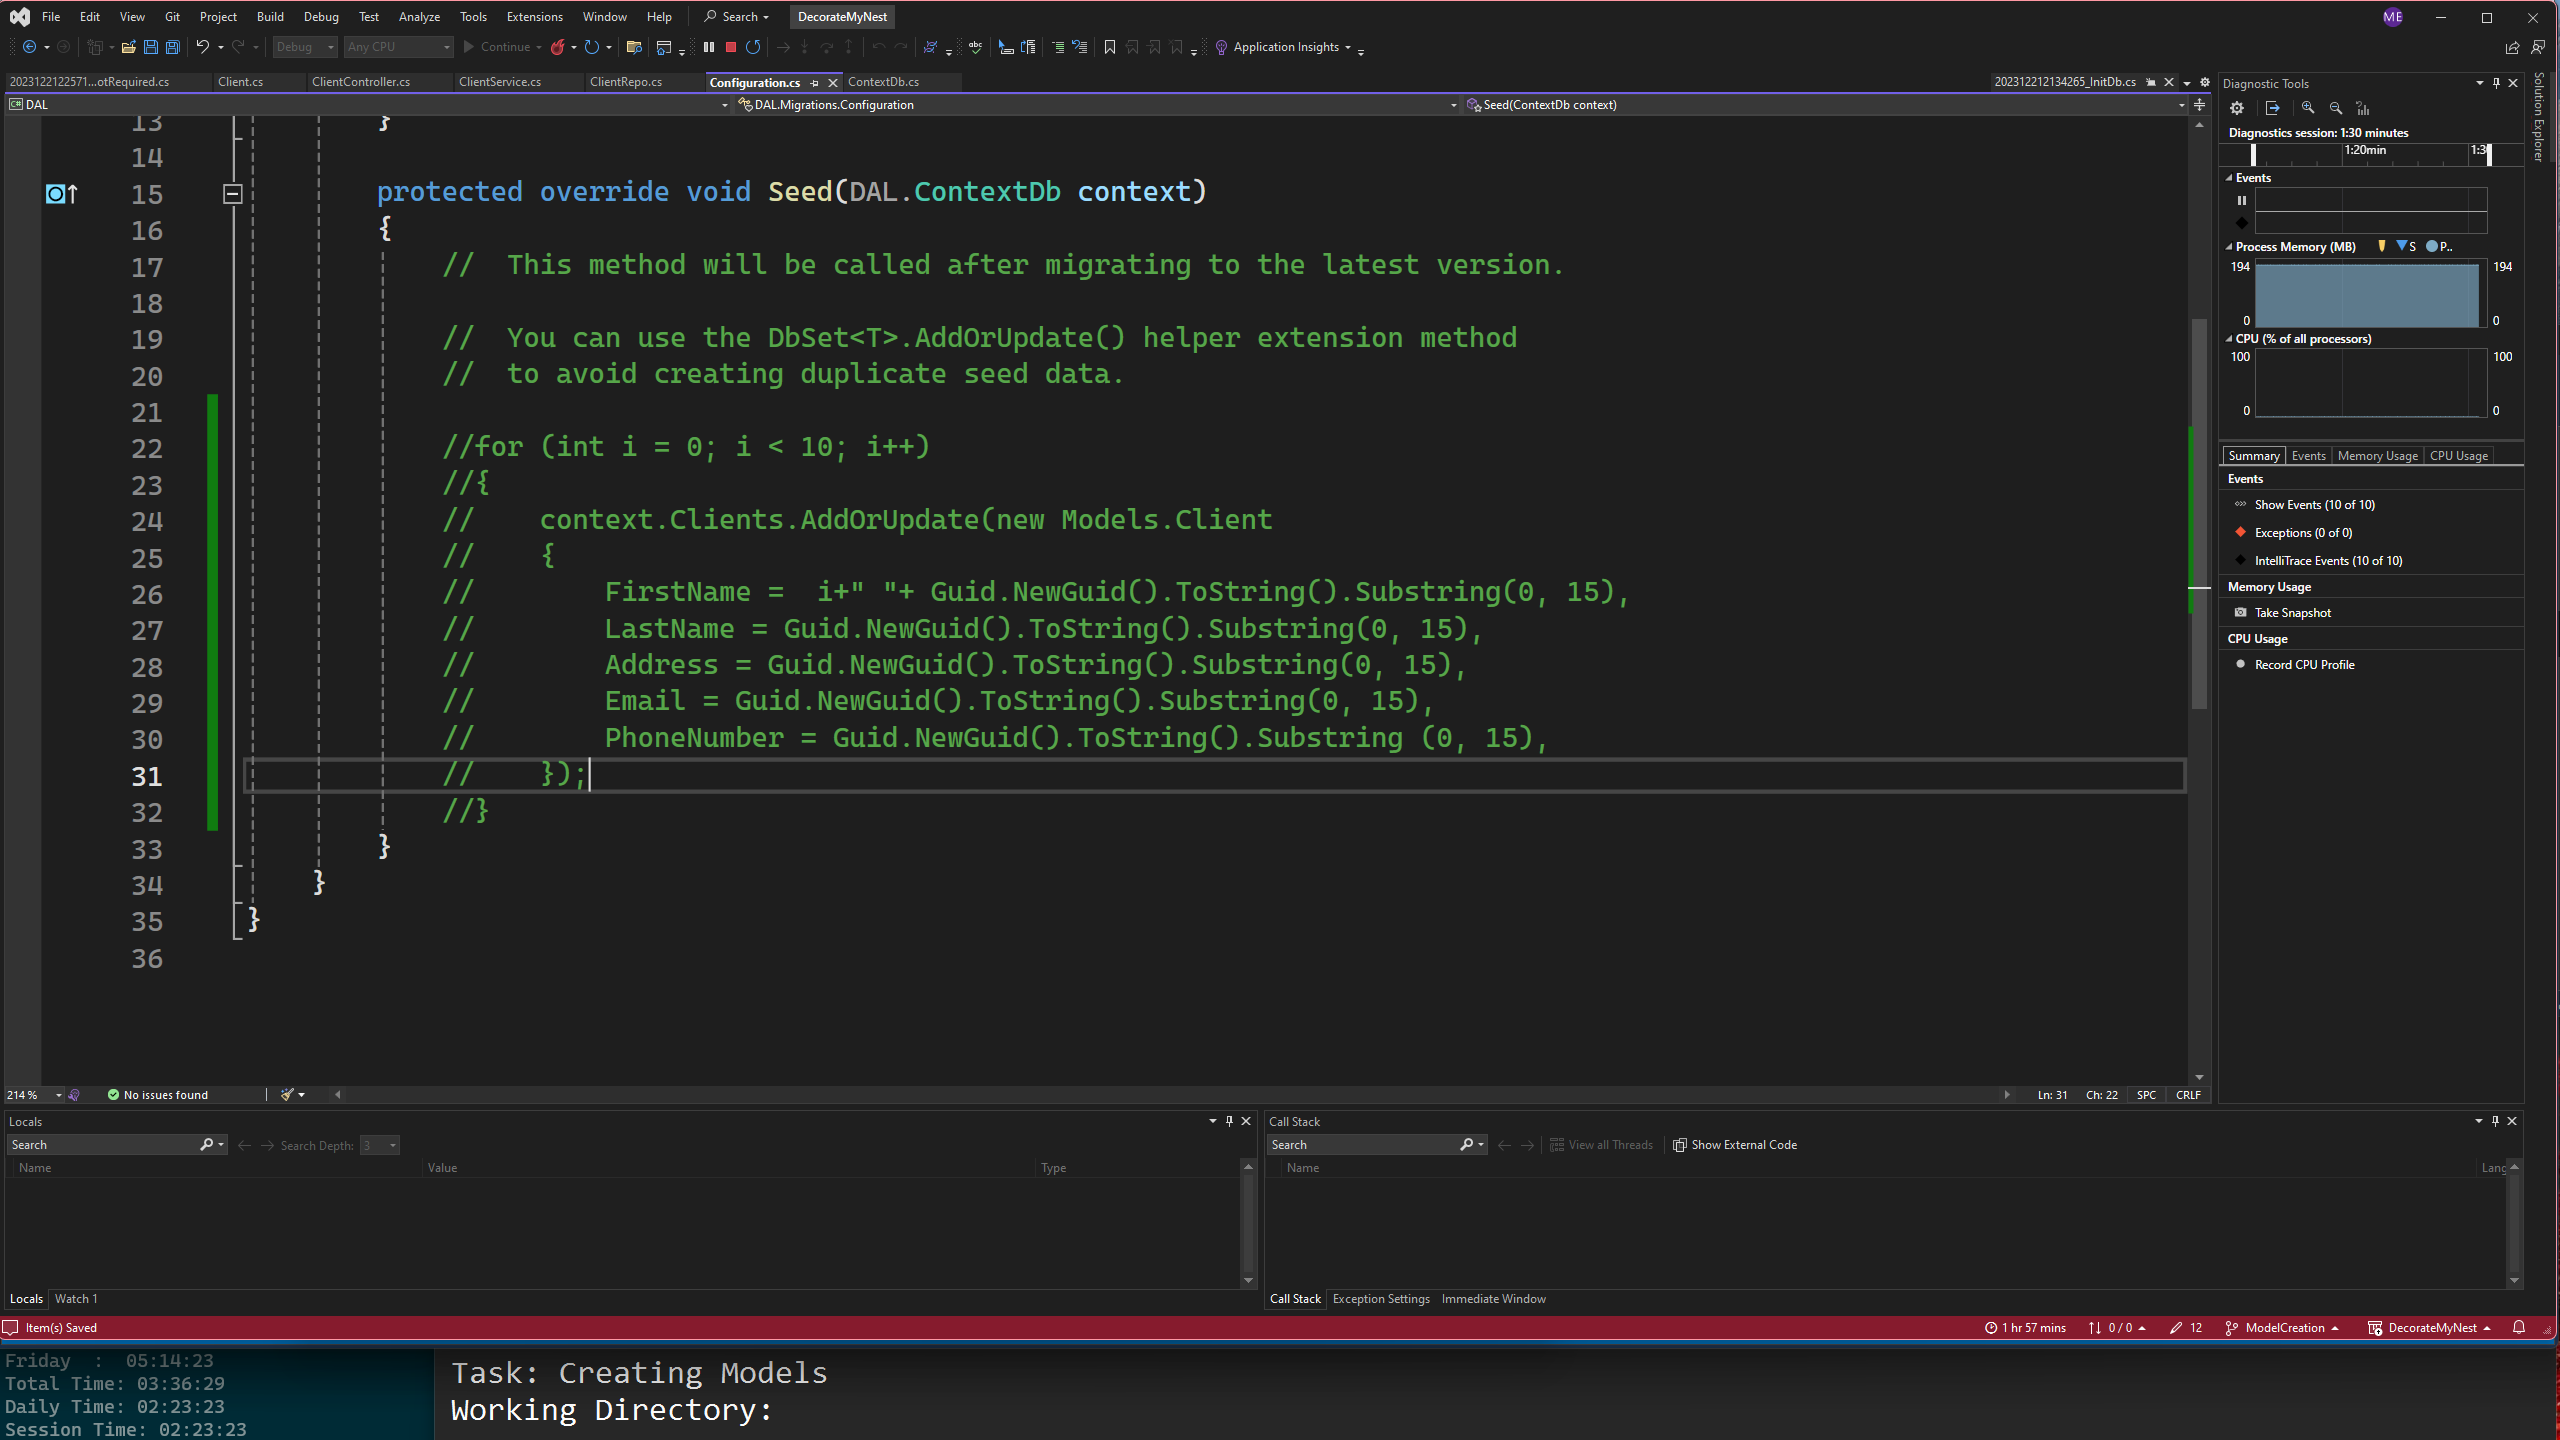 File Edit View Git Project Build Debug Test Analyze Tools Extensions Window Help Search DecorateMyNest ME
Debug Any CPU Continue Application Insights
2023122122571...otRequired.cs Client.cs ClientController.cs ClientService.cs ClientRepo.cs Configuration.cs ContextDb.cs 202312212134265_InitDb.cs
DAL DAL.Migrations.Configuration Seed(ContextDb context)
13 }
14
15 protected override void Seed(DAL.ContextDb context)
16 {
17 //  This method will be called after migrating to the latest version.
18
19 //  You can use the DbSet<T>.AddOrUpdate() helper extension method
20 //  to avoid creating duplicate seed data.
21
22 //for (int i = 0; i < 10; i++)
23 //{
24 //    context.Clients.AddOrUpdate(new Models.Client
25 //    {
26 //        FirstName =  i+" "+ Guid.NewGuid().ToString().Substring(0, 15),
27 //        LastName = Guid.NewGuid().ToString().Substring(0, 15),
28 //        Address = Guid.NewGuid().ToString().Substring(0, 15),
29 //        Email = Guid.NewGuid().ToString().Substring(0, 15),
30 //        PhoneNumber = Guid.NewGuid().ToString().Substring (0, 15),
31 //    });
32 //}
33 }
34 }
35 }
36
214 % No issues found Ln: 31 Ch: 22 SPC CRLF
Diagnostic Tools
Diagnostics session: 1:30 minutes
1:20min 1:3
Events
Process Memory (MB) S P..
194 194
0 0
CPU (% of all processors)
100 100
0 0
Summary Events Memory Usage CPU Usage
Events
Show Events (10 of 10)
Exceptions (0 of 0)
IntelliTrace Events (10 of 10)
Memory Usage
Take Snapshot
CPU Usage
Record CPU Profile
Solution Explorer
Locals
Search Search Depth: 3
Name Value Type
Locals Watch 1
Call Stack
Search View all Threads Show External Code
Name Lang
Call Stack Exception Settings Immediate Window
Item(s) Saved 1 hr 57 mins 0 / 0 12 ModelCreation DecorateMyNest
Friday  :  05:14:23
Total Time: 03:36:29
Daily Time: 02:23:23
Session Time: 02:23:23
Task: Creating Models
Working Directory: